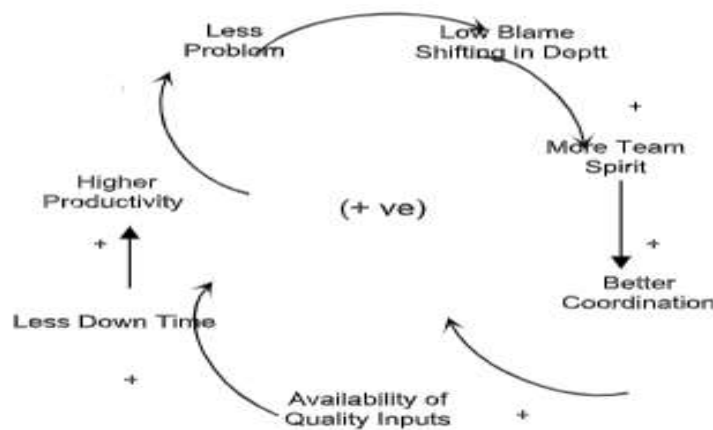 Less
Problem
Low Blame
Shifting in Deptt
+
More Team
Spirit
Higher
Productivity
(+ ve)
+
+
Better
Coordination
Less Down Time
+
Availability of
Quality Inputs
+